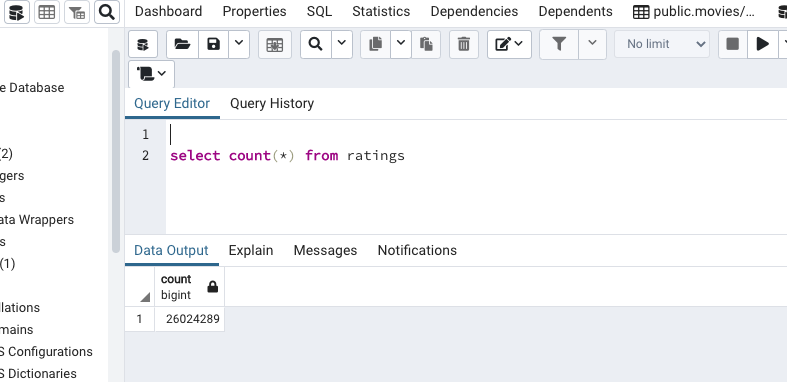 Dashboard Properties SQL Statistics Dependencies Dependents public.movies/...
No limit
e Database
(2)
gers
s
ata Wrappers
s
(1)
llations
mains
S Configurations
S Dictionaries
Query Editor Query History
1
2 select count(*) from ratings
Data Output Explain Messages Notifications
count
bigint
1 26024289